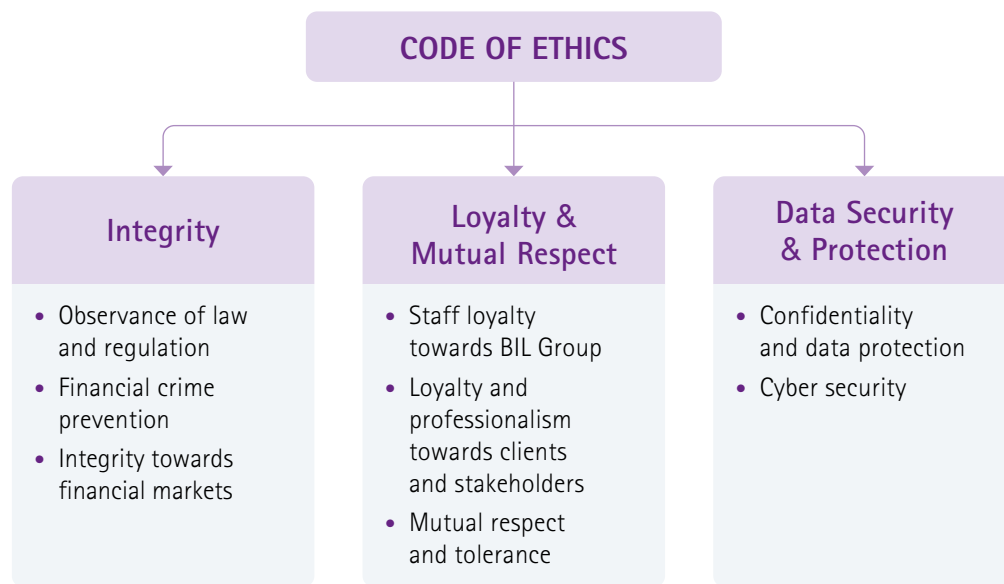 CODE OF ETHICS
Integrity
• Observance of law
and regulation
• Financial crime
prevention
• Integrity towards
financial markets
Loyalty &
Mutual Respect
• Staff loyalty
towards BIL Group
• Loyalty and
professionalism
towards clients
and stakeholders
• Mutual respect
and tolerance
Data Security
& Protection
• Confidentiality
and data protection
• Cyber security